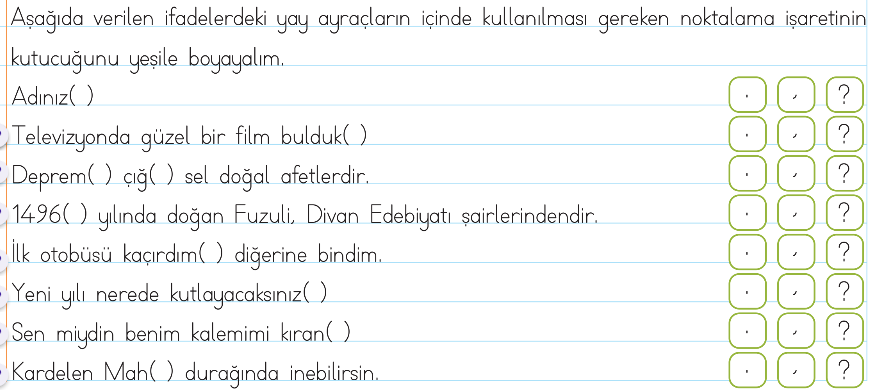 Aşağıda verilen ifadelerdeki yay ayraçların içinde kullanılması gereken noktalama işaretinin
kutucuğunu yeşile boyayalım.
Adınız( ) . , ?
Televizyonda güzel bir film bulduk( ) . , ?
Deprem( ) çığ( ) sel doğal afetlerdir. . , ?
1496( ) yılında doğan Fuzuli, Divan Edebiyatı şairlerindendir. . , ?
İlk otobüsü kaçırdım( ) diğerine bindim. . , ?
Yeni yılı nerede kutlayacaksınız( ) . , ?
Sen miydin benim kalemimi kıran( ) . , ?
Kardelen Mah( ) durağında inebilirsin. . , ?